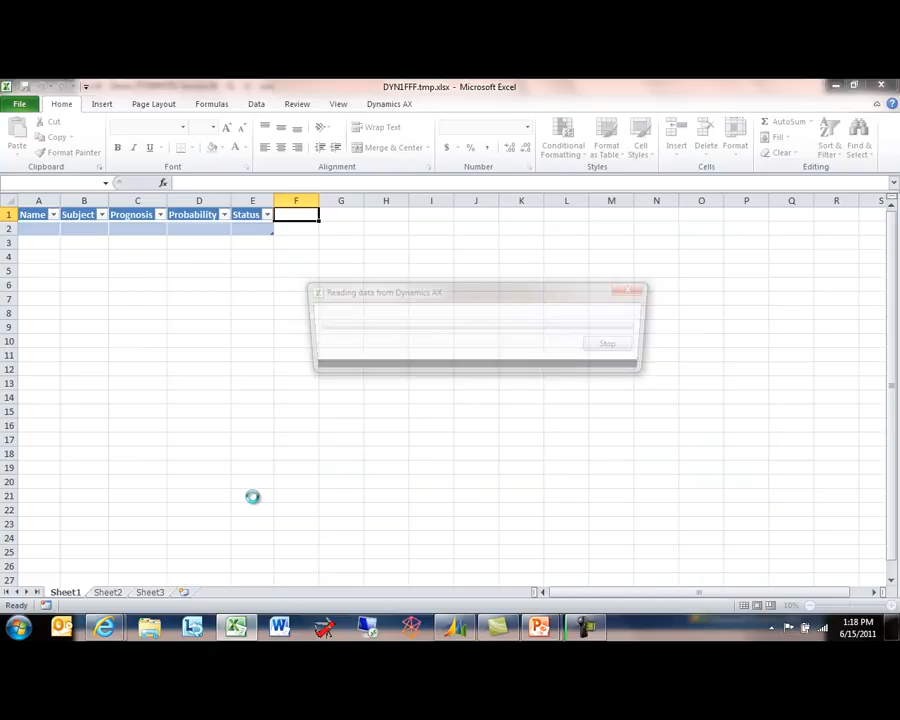 DYN1FFF.tmp.xlsx - Microsoft Excel
File Home Insert Page Layout Formulas Data Review View Dynamics AX
Cut
Copy
Format Painter
Paste
Clipboard
B I U
A A
Font
Wrap Text
Merge & Center
Alignment
$ % ,
Number
Conditional Formatting
Format as Table
Cell Styles
Styles
Insert Delete Format
Cells
AutoSum
Fill
Clear
Sort & Filter
Find & Select
Editing
fx
A B C D E F G H I J K L M N O P Q R S
1 Name Subject Prognosis Probability Status
2
3
4
5
6
7
8
9
10
11
12
13
14
15
16
17
18
19
20
21
22
23
24
25
26
27
Reading data from Dynamics AX
Stop
Sheet1 Sheet2 Sheet3
Ready
10%
1:18 PM
6/15/2011